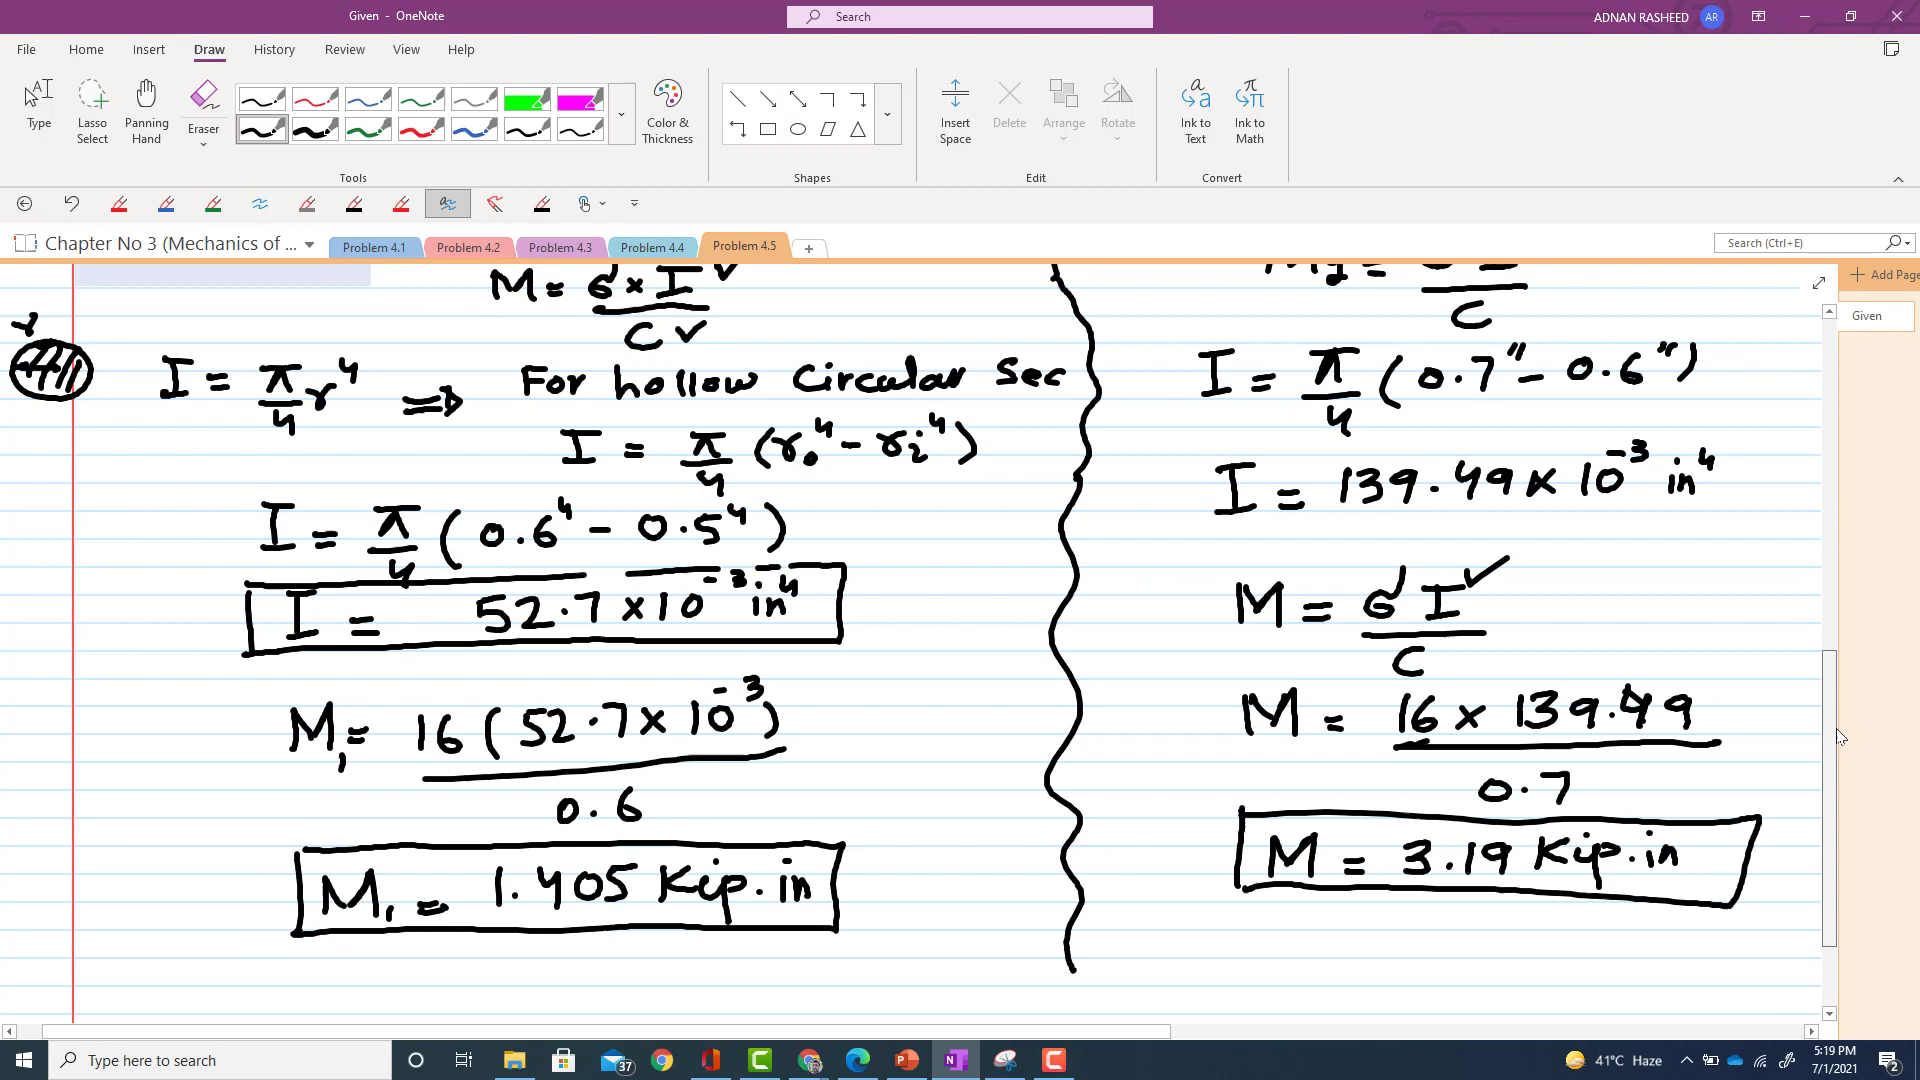 Given - OneNote
Search
ADNAN RASHEED AR
File Home Insert Draw History Review View Help
Type
Lasso Select
Panning Hand
Eraser
Color & Thickness
Insert Space
Delete
Arrange
Rotate
Ink to Text
Ink to Math
Tools Shapes Edit Convert
Chapter No 3 (Mechanics of ...
Problem 4.1 Problem 4.2 Problem 4.3 Problem 4.4 Problem 4.5
Search (Ctrl+E)
Add Page
Given
M = σ × I / C
r
I = π/4 r⁴ ⇒ For hollow Circular Sec
I = π/4 (r₀⁴ - rᵢ⁴)
I = π/4 (0.6⁴ - 0.5⁴)
I = 52.7 × 10⁻³ in⁴
M₁ = 16 (52.7 × 10⁻³) / 0.6
M₁ = 1.405 Kip.in
C
I = π/4 (0.7⁴ - 0.6⁴)
I = 139.49 × 10⁻³ in⁴
M = σ I / C
M = 16 × 139.49 / 0.7
M = 3.19 Kip.in
Type here to search
37
41°C Haze
5:19 PM
7/1/2021
2